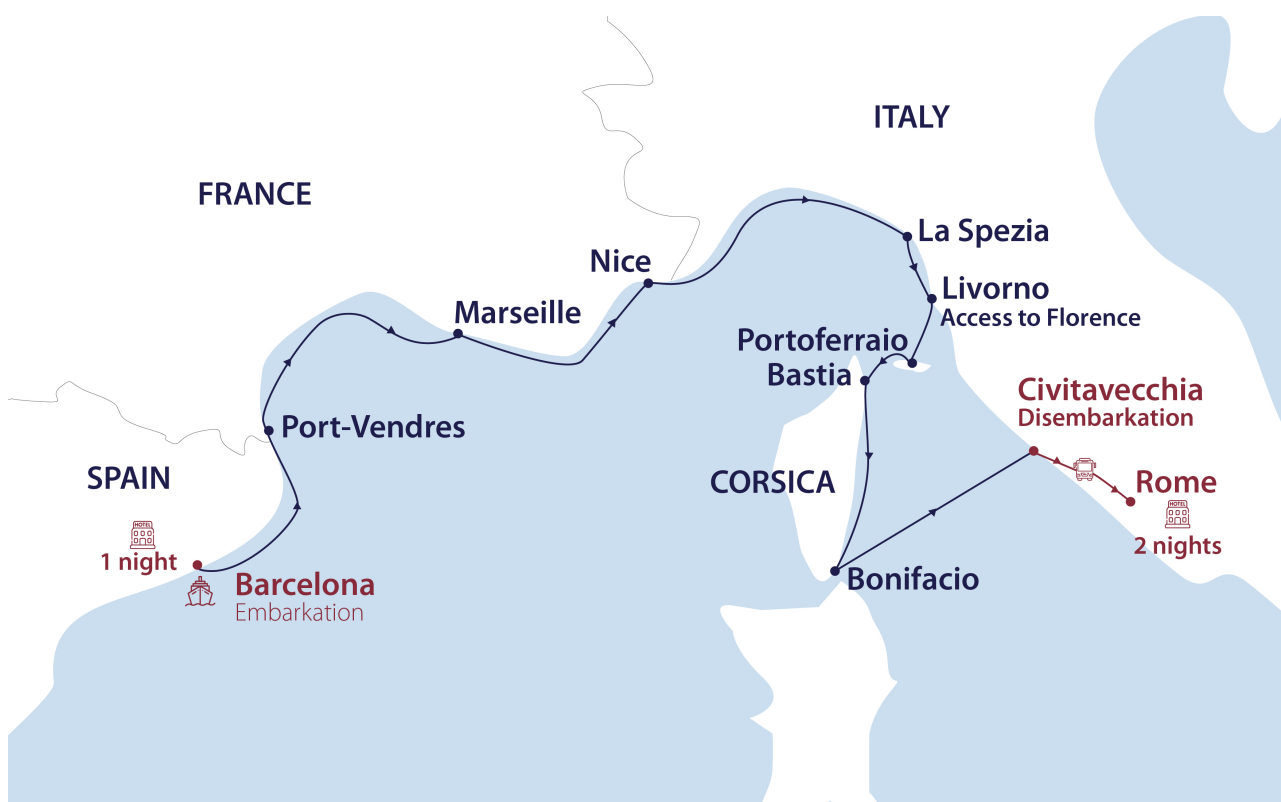 ITALY
FRANCE
La Spezia
Nice
Livorno
Access to Florence
Marseille
Portoferraio
Bastia
Civitavecchia
Disembarkation
Port-Vendres
SPAIN
CORSICA
Rome
HOTEL
2 nights
HOTEL
1 night
Barcelona
Embarkation
Bonifacio